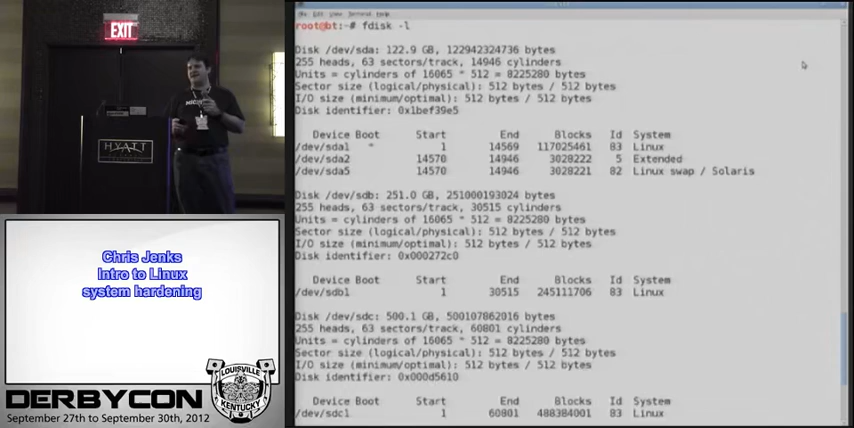 EXIT
HYATT
Chris Jenks
Intro to Linux
system hardening
DERBYCON
LOUISVILLE
KENTUCKY
September 27th to September 30th, 2012
File Edit View Terminal Help
root@bt:~# fdisk -l
Disk /dev/sda: 122.9 GB, 122942324736 bytes
255 heads, 63 sectors/track, 14946 cylinders
Units = cylinders of 16065 * 512 = 8225280 bytes
Sector size (logical/physical): 512 bytes / 512 bytes
I/O size (minimum/optimal): 512 bytes / 512 bytes
Disk identifier: 0x1bef39e5
Device Boot Start End Blocks Id System
/dev/sda1 * 1 14569 117025461 83 Linux
/dev/sda2 14570 14946 3028222 5 Extended
/dev/sda5 14570 14946 3028221 82 Linux swap / Solaris
Disk /dev/sdb: 251.0 GB, 251000193024 bytes
255 heads, 63 sectors/track, 30515 cylinders
Units = cylinders of 16065 * 512 = 8225280 bytes
Sector size (logical/physical): 512 bytes / 512 bytes
I/O size (minimum/optimal): 512 bytes / 512 bytes
Disk identifier: 0x000272c0
Device Boot Start End Blocks Id System
/dev/sdb1 1 30515 245111706 83 Linux
Disk /dev/sdc: 500.1 GB, 500107862016 bytes
255 heads, 63 sectors/track, 60801 cylinders
Units = cylinders of 16065 * 512 = 8225280 bytes
Sector size (logical/physical): 512 bytes / 512 bytes
I/O size (minimum/optimal): 512 bytes / 512 bytes
Disk identifier: 0x000d5610
Device Boot Start End Blocks Id System
/dev/sdc1 1 60801 488384001 83 Linux